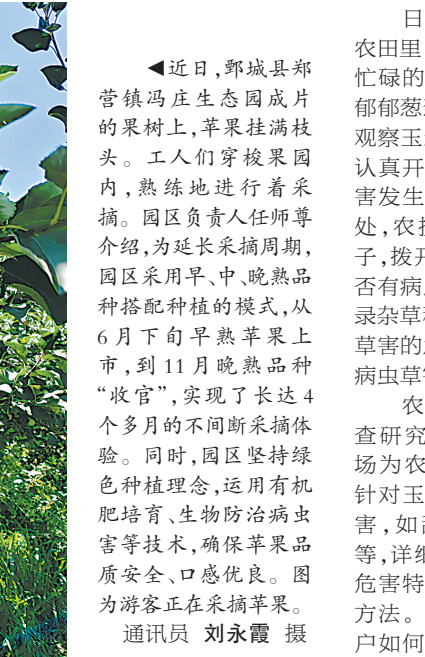 ◀近日,鄄城县郑
营镇冯庄生态园成片
的果树上,苹果挂满枝
头。工人们穿梭果园
内,熟练地进行着采
摘。园区负责人任师尊
介绍,为延长采摘周期,
园区采用早、中、晚熟品
种搭配种植的模式,从
6月下旬早熟苹果上
市,到11月晚熟品种
“收官”,实现了长达4
个多月的不间断采摘体
验。同时,园区坚持绿
色种植理念,运用有机
肥培育、生物防治病虫
害等技术,确保苹果品
质安全、口感优良。图
为游客正在采摘苹果。
通讯员 刘永霞 摄
日
农田里
忙碌的
郁郁葱
观察玉
认真开
害发生
处,农
子,拨开
否有病
录杂草
草害的
病虫草
农
查研究
场为农
针对玉
害,如
等,详细
危害特
方法。
户如何